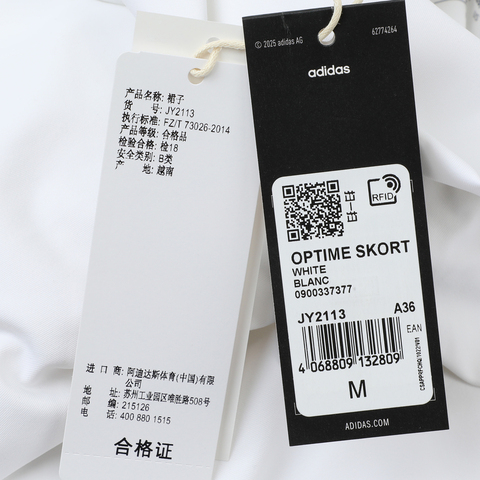 产品名称: 裙子
货 号: JY2113
执行标准: FZ/T 73026-2014
产品等级: 合格品
检验合格: 检18
安全类别: B类
产 地: 越南
进 口 商: 阿迪达斯体育(中国)有限
公司
地 址: 苏州工业园区唯胜路508号
邮 编: 215126
电 话: 400 880 1515
合格证
© 2025 adidas AG
62774264
adidas
RFID
OPTIME SKORT
WHITE
BLANC
0900337377
JY2113
A36
EAN
4 068809 132809
M
ADIDAS.COM